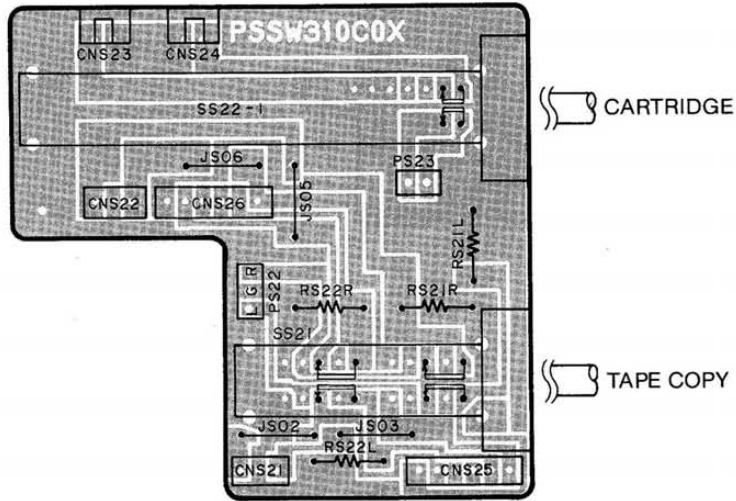 PSSW310C0X
CNS23
CNS24
SS22-1
CARTRIDGE
JS06
PS23
CNS22
CNS26
JS05
RS21L
L G R
PS22
RS22R
RS21R
SS21
TAPE COPY
JS02
JS03
RS22L
CNS21
CNS25